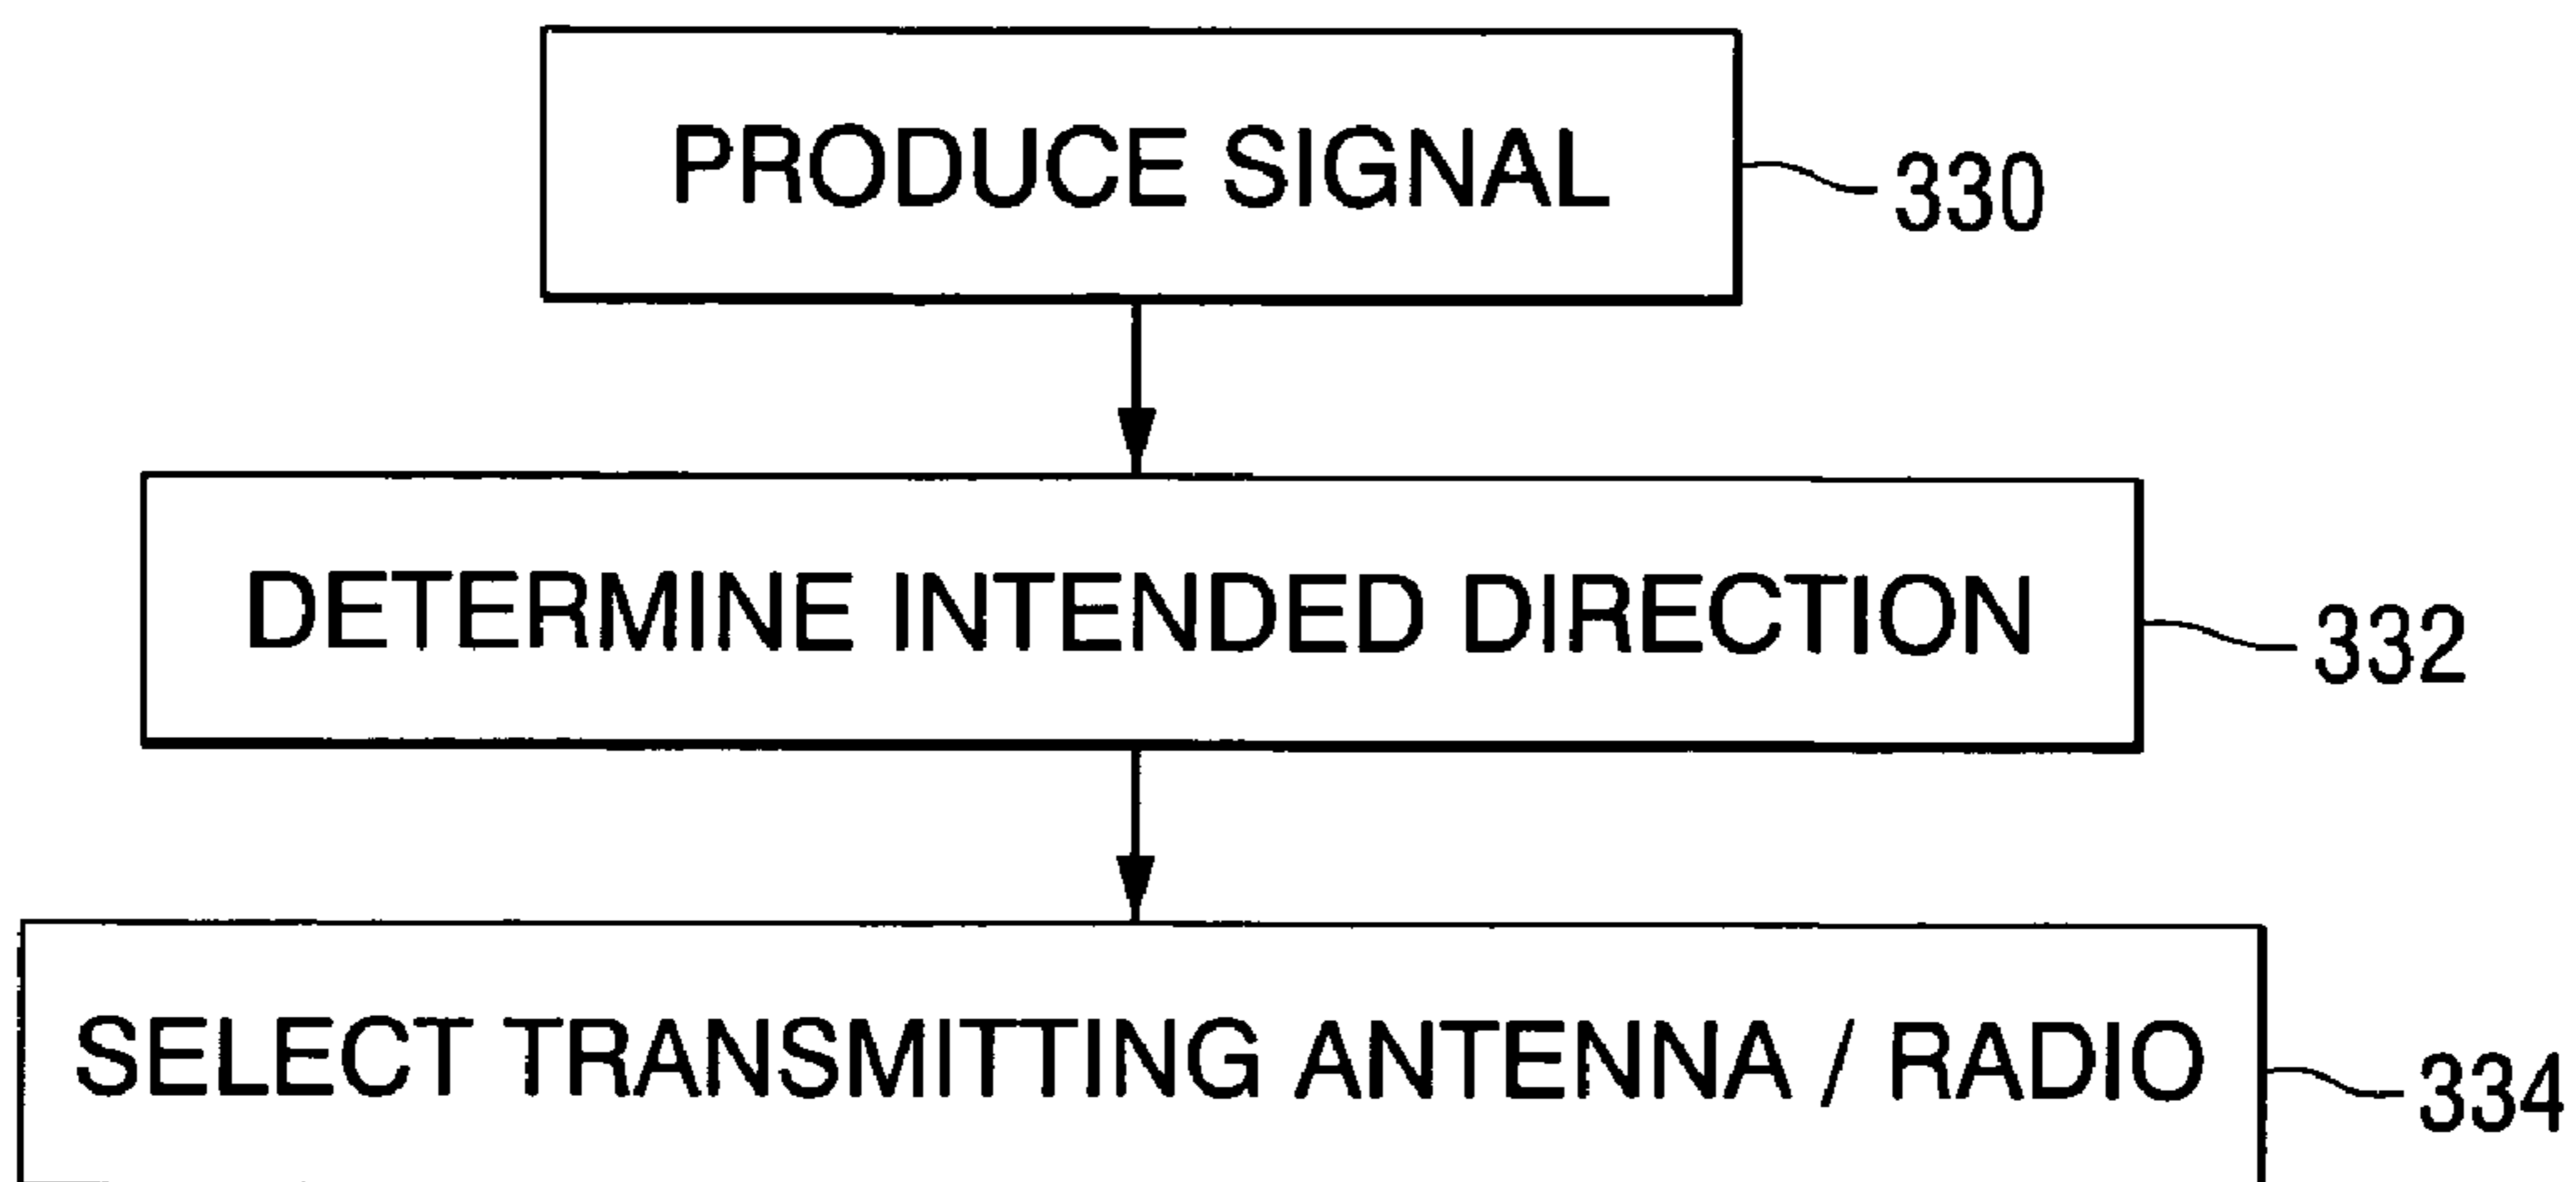 PRODUCE SIGNAL
330
DETERMINE INTENDED DIRECTION
332
SELECT TRANSMITTING ANTENNA / RADIO
334